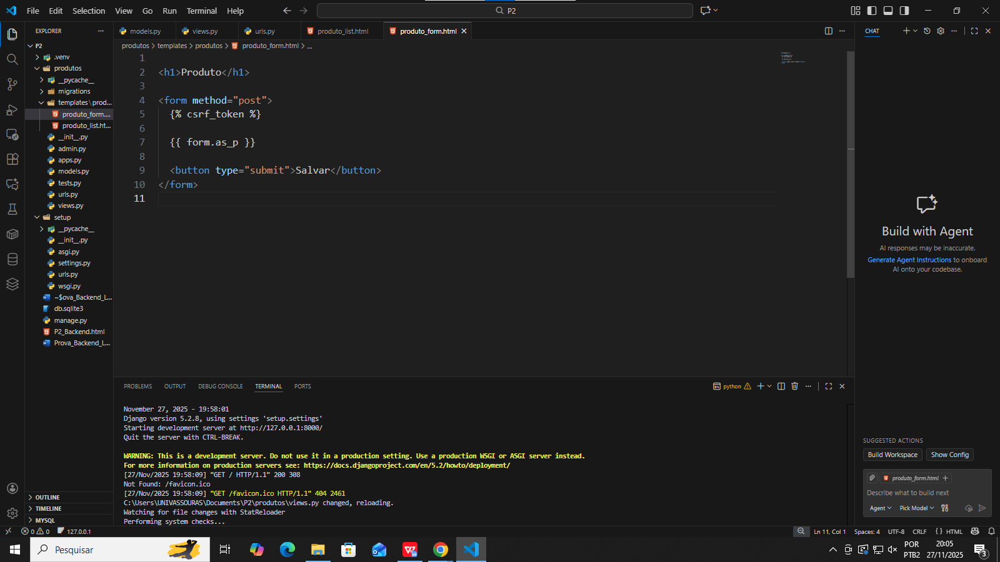 File Edit Selection View Go Run Terminal Help
P2
EXPLORER
P2
.venv
produtos
__pycache__
migrations
templates\prod...
produto_form....
produto_list.ht...
__init__.py
admin.py
apps.py
models.py
tests.py
urls.py
views.py
setup
__pycache__
__init__.py
asgi.py
settings.py
urls.py
wsgi.py
~$ova_Backend_L...
db.sqlite3
manage.py
P2_Backend.html
Prova_Backend_L...
OUTLINE
TIMELINE
MYSQL
models.py views.py urls.py produto_list.html produto_form.html
produtos > templates > produtos > produto_form.html > ...
1
2 <h1>Produto</h1>
3
4 <form method="post">
5 {% csrf_token %}
6
7 {{ form.as_p }}
8
9 <button type="submit">Salvar</button>
10 </form>
11
PROBLEMS OUTPUT DEBUG CONSOLE TERMINAL PORTS
python
November 27, 2025 - 19:58:01
Django version 5.2.8, using settings 'setup.settings'
Starting development server at http://127.0.0.1:8000/
Quit the server with CTRL-BREAK.
WARNING: This is a development server. Do not use it in a production setting. Use a production WSGI or ASGI server instead.
For more information on production servers see: https://docs.djangoproject.com/en/5.2/howto/deployment/
[27/Nov/2025 19:58:09] "GET / HTTP/1.1" 200 308
Not Found: /favicon.ico
[27/Nov/2025 19:58:09] "GET /favicon.ico HTTP/1.1" 404 2461
C:\Users\UNIVASSOURAS\Documents\P2\produtos\views.py changed, reloading.
Watching for file changes with StatReloader
Performing system checks...
CHAT
Build with Agent
AI responses may be inaccurate.
Generate Agent Instructions to onboard
AI onto your codebase.
SUGGESTED ACTIONS
Build Workspace Show Config
produto_form.html
Describe what to build next
Agent Pick Model
0 0 127.0.0.1
Ln 11, Col 1 Spaces: 4 UTF-8 CRLF {} HTML
Pesquisar
POR
PTB2
20:05
27/11/2025
3